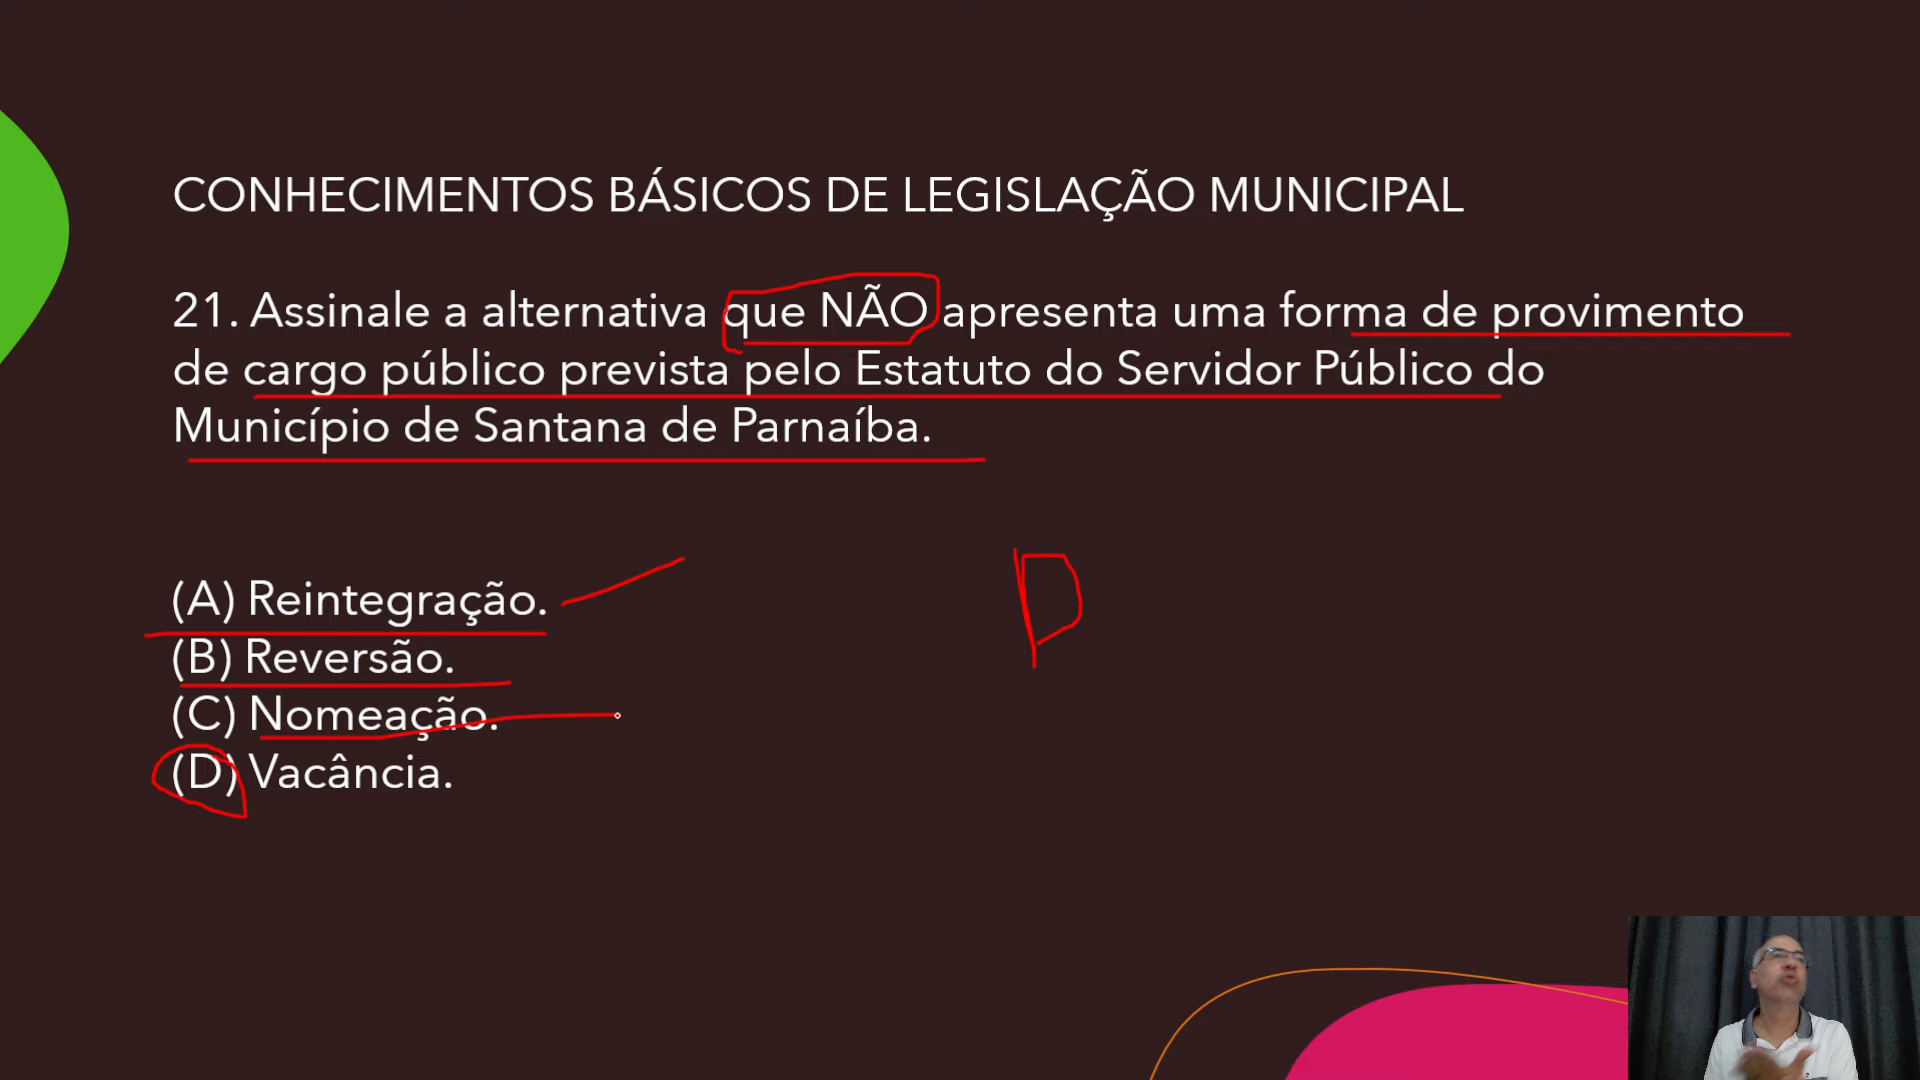 CONHECIMENTOS BÁSICOS DE LEGISLAÇÃO MUNICIPAL
21. Assinale a alternativa que NÃO apresenta uma forma de provimento
de cargo público prevista pelo Estatuto do Servidor Público do
Município de Santana de Parnaíba.
(A) Reintegração.
D
(B) Reversão.
(C) Nomeação.
(D) Vacância.